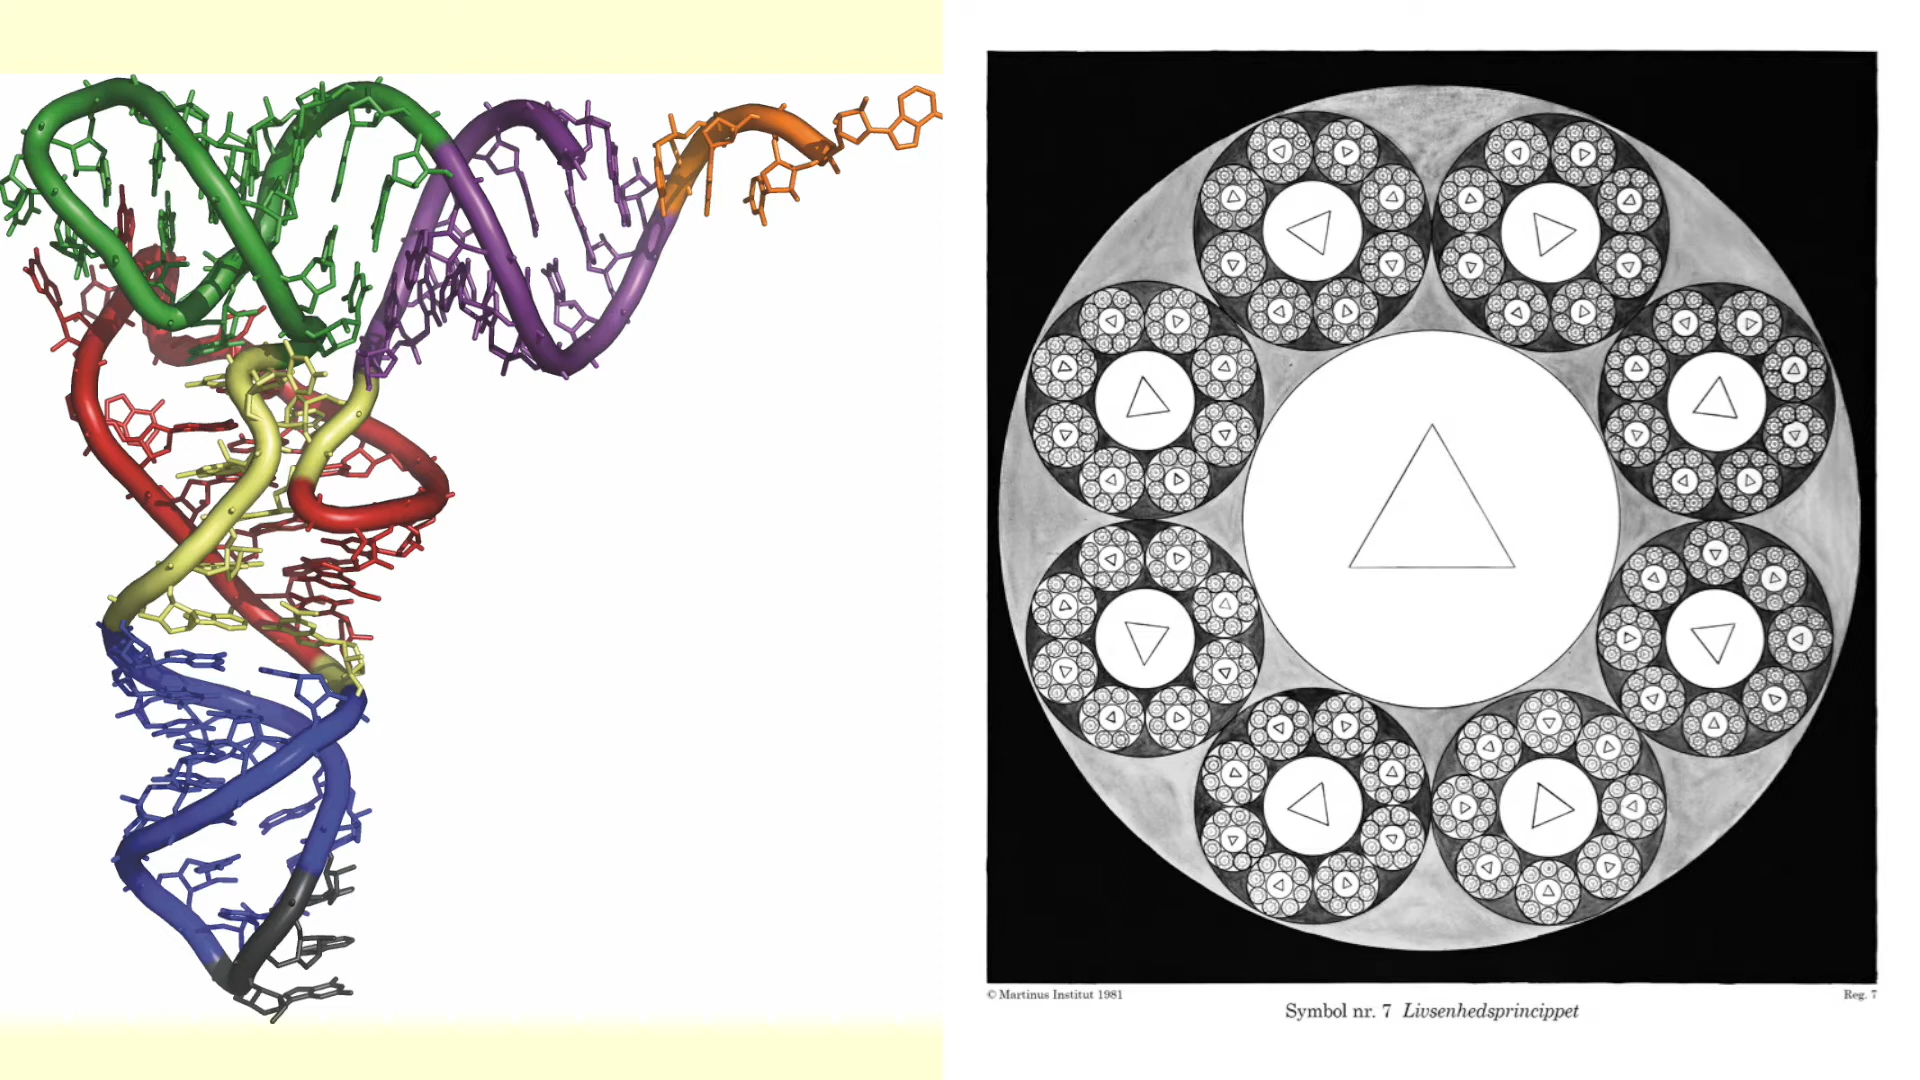 © Martinus Institut 1981
Reg. 7
Symbol nr. 7 Livsenhedsprincippet